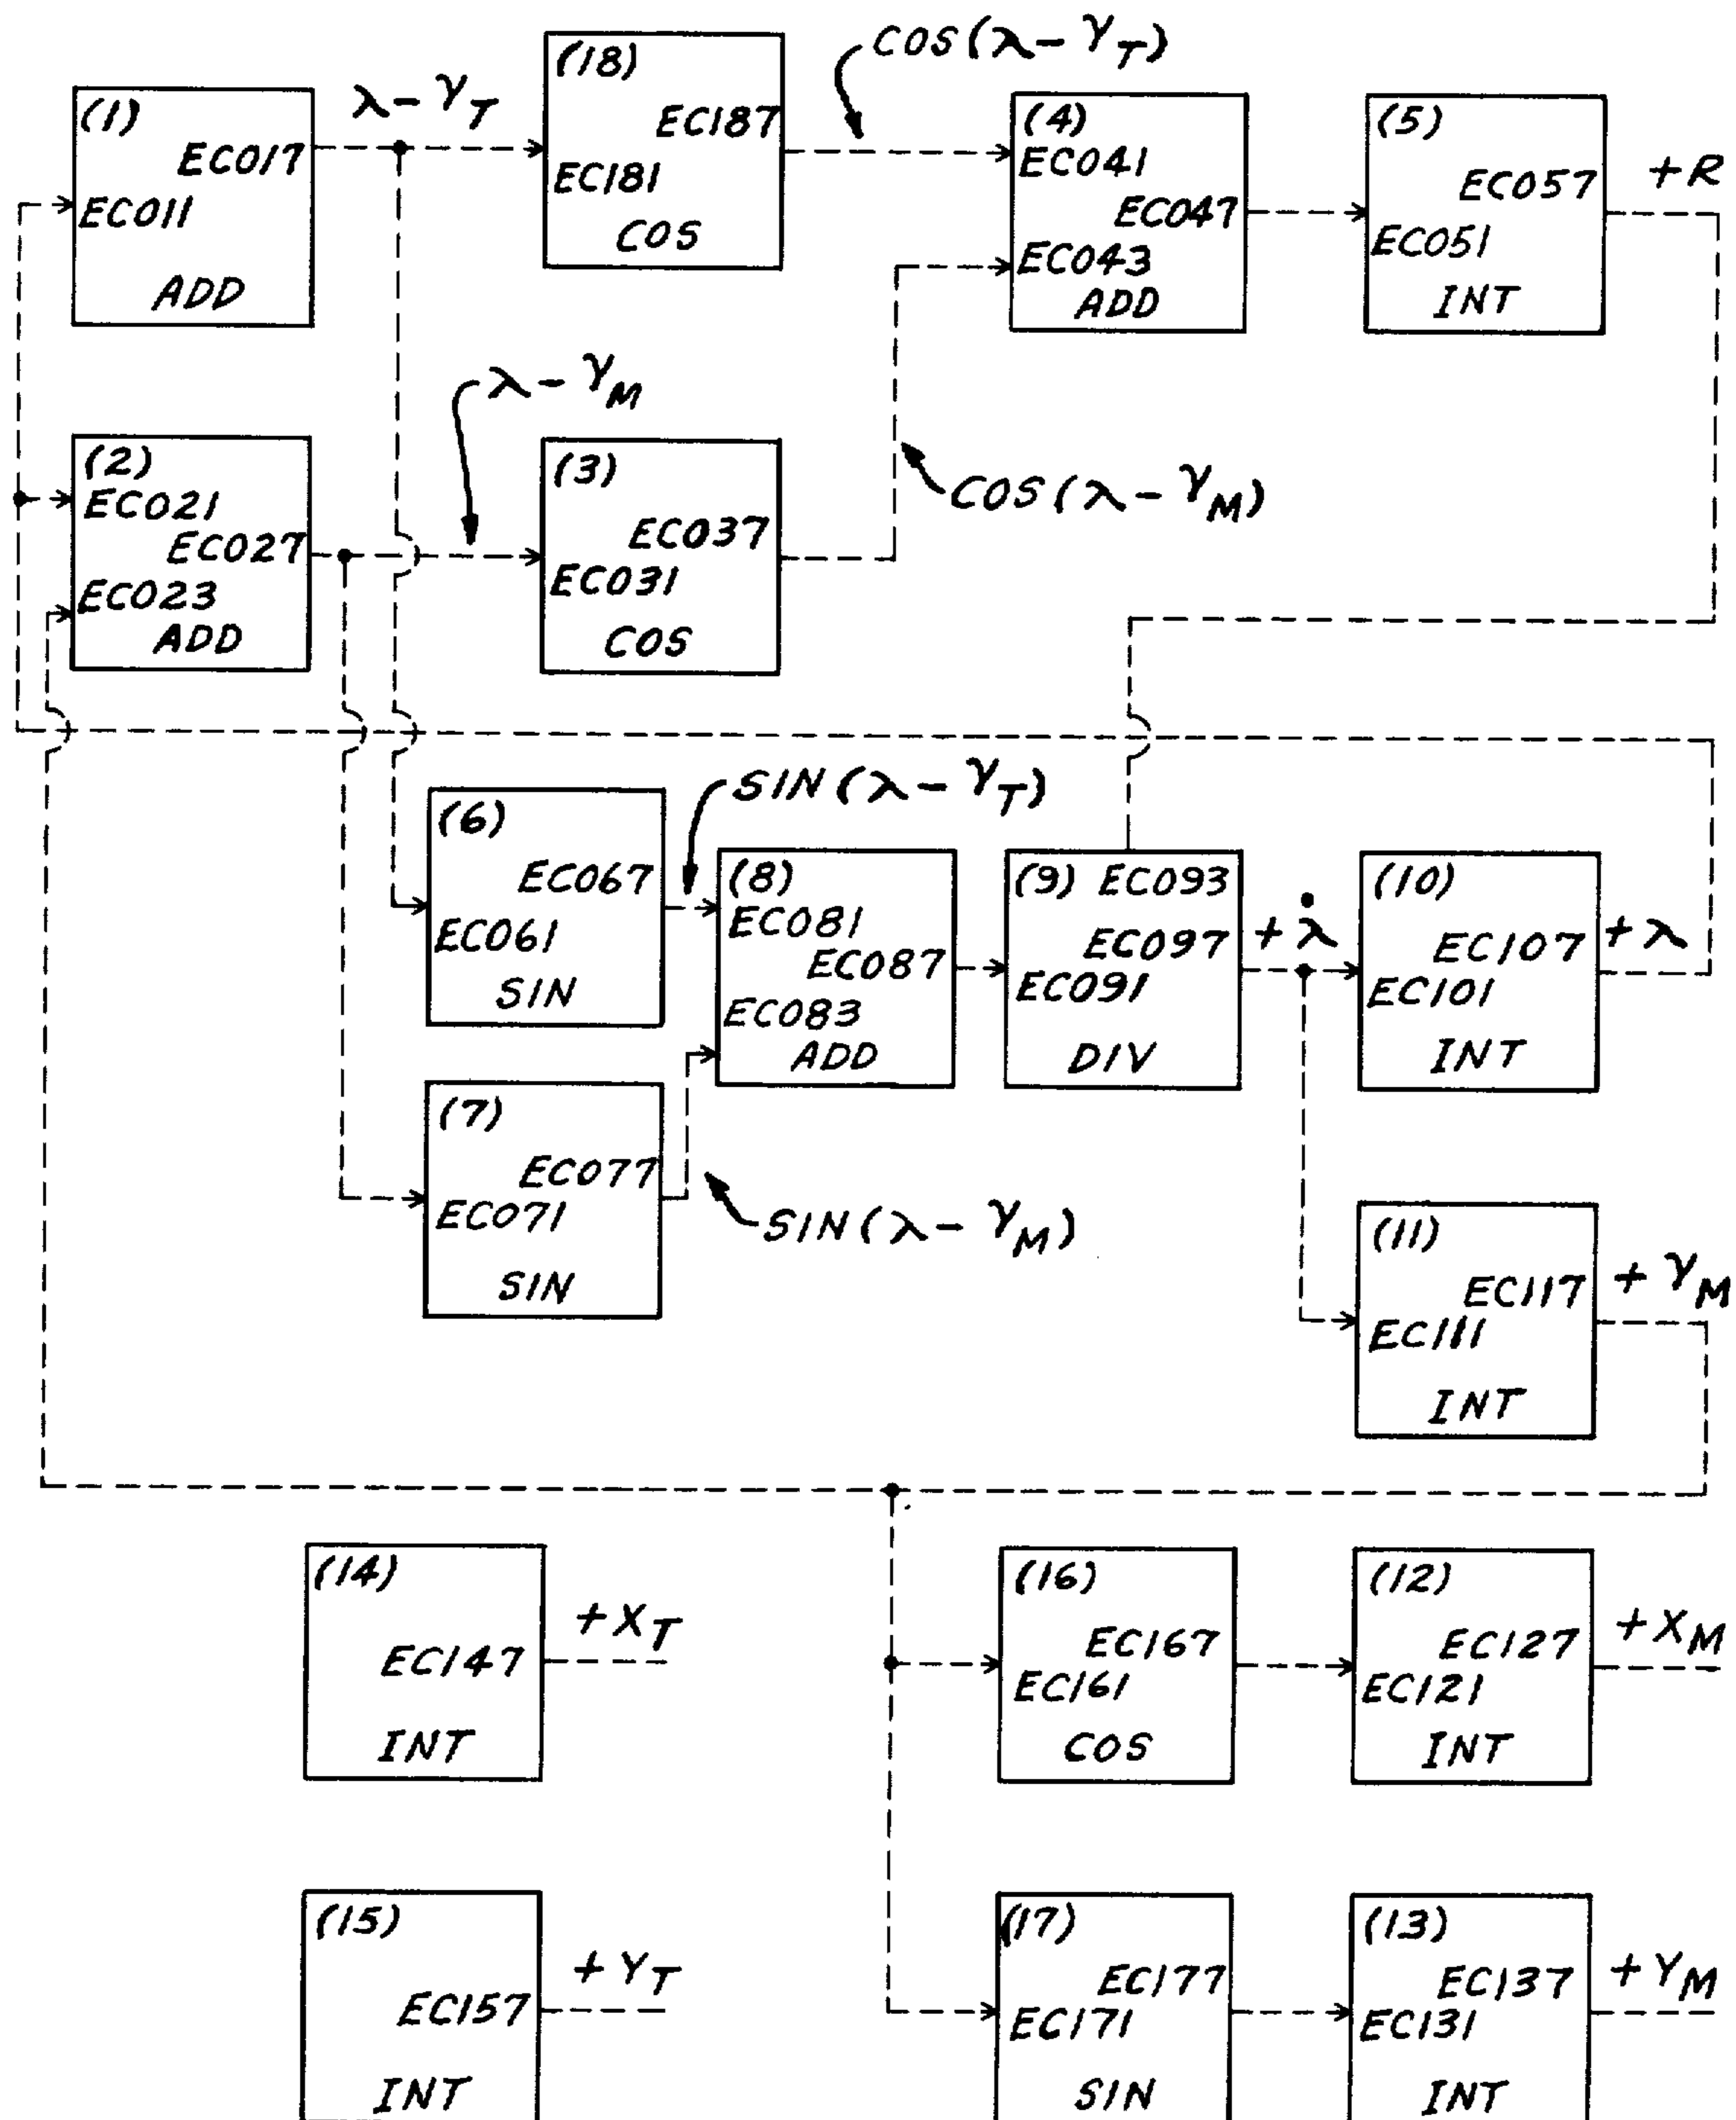 (1)
EC017
EC011
ADD
λ-γT
(18)
EC187
EC181
COS
COS(λ-γT)
(4)
EC041
EC047
EC043
ADD
(5)
EC057
EC051
INT
+R
(2)
EC021
EC027
EC023
ADD
λ-γM
(3)
EC037
EC031
COS
COS(λ-γM)
(6)
EC067
EC061
SIN
SIN(λ-γT)
(8)
EC081
EC087
EC083
ADD
(9) EC093
EC097
EC091
DIV
+λ̇
(10)
EC107
EC101
INT
+λ
(7)
EC077
EC071
SIN
SIN(λ-γM)
(11)
EC117
EC111
INT
+γM
(14)
EC147
INT
+XT
(16)
EC167
EC161
COS
(12)
EC127
EC121
INT
+XM
(15)
EC157
INT
+YT
(17)
EC177
EC171
SIN
(13)
EC137
EC131
INT
+YM